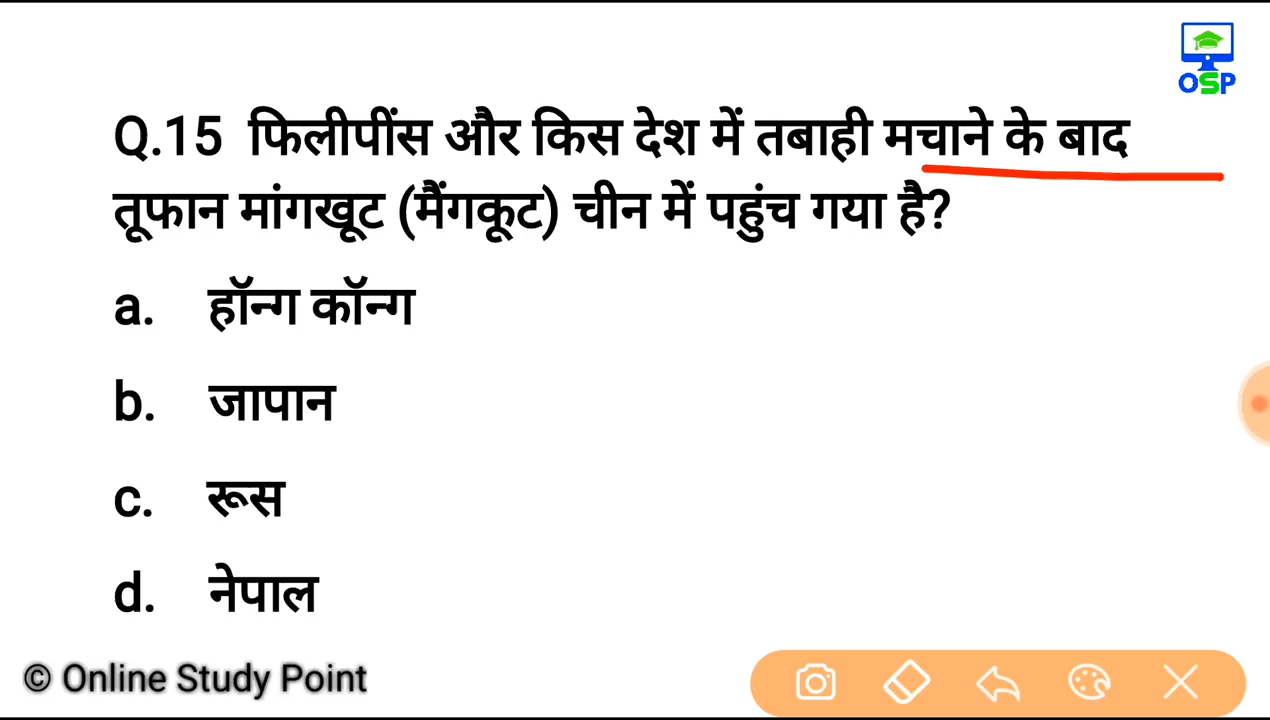 OSP
Q.15 फिलीपींस और किस देश में तबाही मचाने के बाद
तूफान मांगखूट (मैंगकूट) चीन में पहुंच गया है?
a. हॉन्ग कॉन्ग
b. जापान
c. रूस
d. नेपाल
© Online Study Point